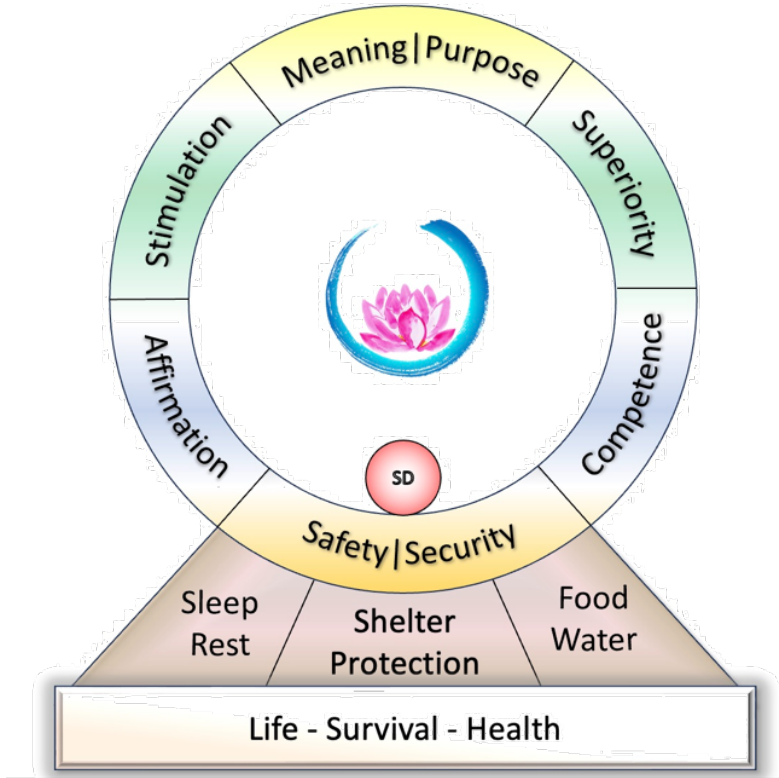 Meaning|Purpose
Stimulation
Superiority
Affirmation
Competence
SD
Safety|Security
Sleep
Rest
Shelter
Protection
Food
Water
Life - Survival - Health